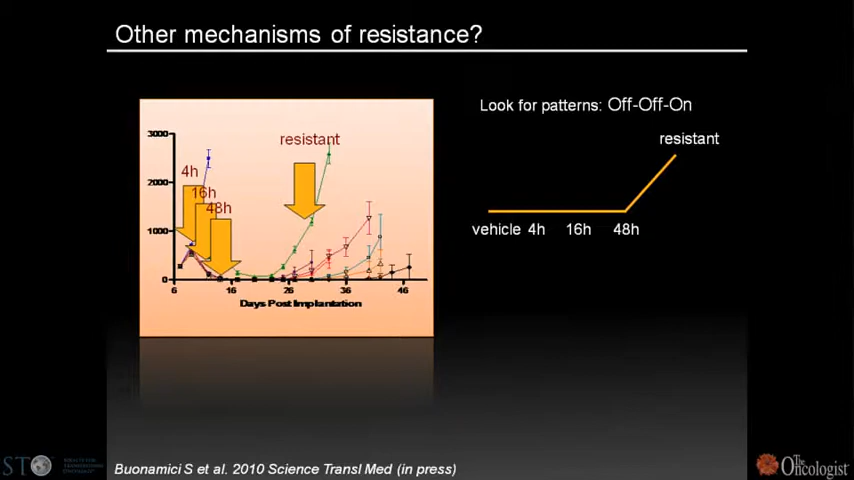 Other mechanisms of resistance?
Look for patterns: Off-Off-On
resistant
3000
2000
1000
0
4h
16h
48h
resistant
6
16
26
36
46
Days Post Implantation
vehicle 4h 16h 48h
Buonamici S et al. 2010 Science Transl Med (in press)
ST
The
Oncologist